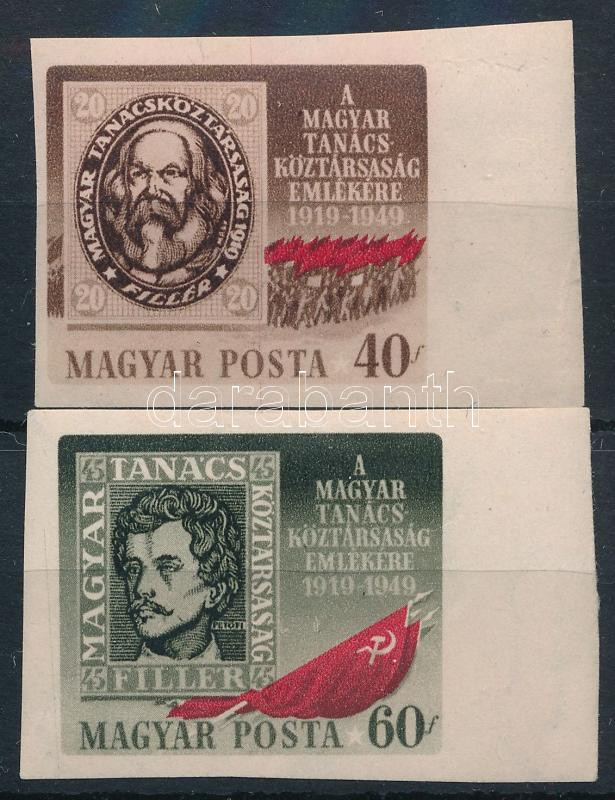 20 20
MAGYAR TANÁCSKÖZTÁRSASÁG 1919
FILLÉR
20 20
A
MAGYAR
TANÁCS-
KÖZTÁRSASÁG
EMLÉKÉRE
1919-1949
MAGYAR POSTA 40f
darabanth
45 TANÁCS 45
MAGYAR
KÖZTÁRSASÁG
PETŐFI
45 FILLÉR 45
A
MAGYAR
TANÁCS
KÖZTÁRSASÁG
EMLÉKÉRE
1919-1949
MAGYAR POSTA 60f